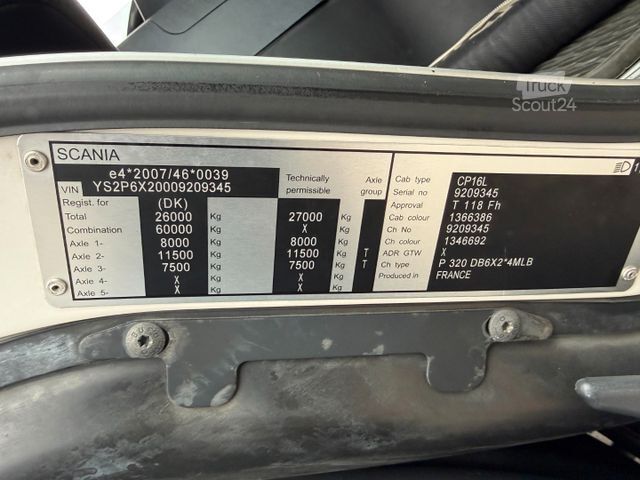 Truck
Scout24
SCANIA
e4*2007/46*0039
VIN YS2P6X20009209345
Technically permissible
Axle group
Regist. for (DK)
Total 26000 Kg 27000 Kg
Combination 60000 Kg X Kg
Axle 1- 8000 Kg 8000 Kg
Axle 2- 11500 Kg 11500 Kg T
Axle 3- 7500 Kg 7500 Kg T
Axle 4- X Kg X Kg
Axle 5- X Kg X Kg
Cab type CP16L
Serial no 9209345
Approval T 118 Fh
Cab colour 1366386
Ch No 9209345
Ch colour 1346692
ADR GTW X
Ch type P 320 DB6X2*4MLB
Produced in FRANCE